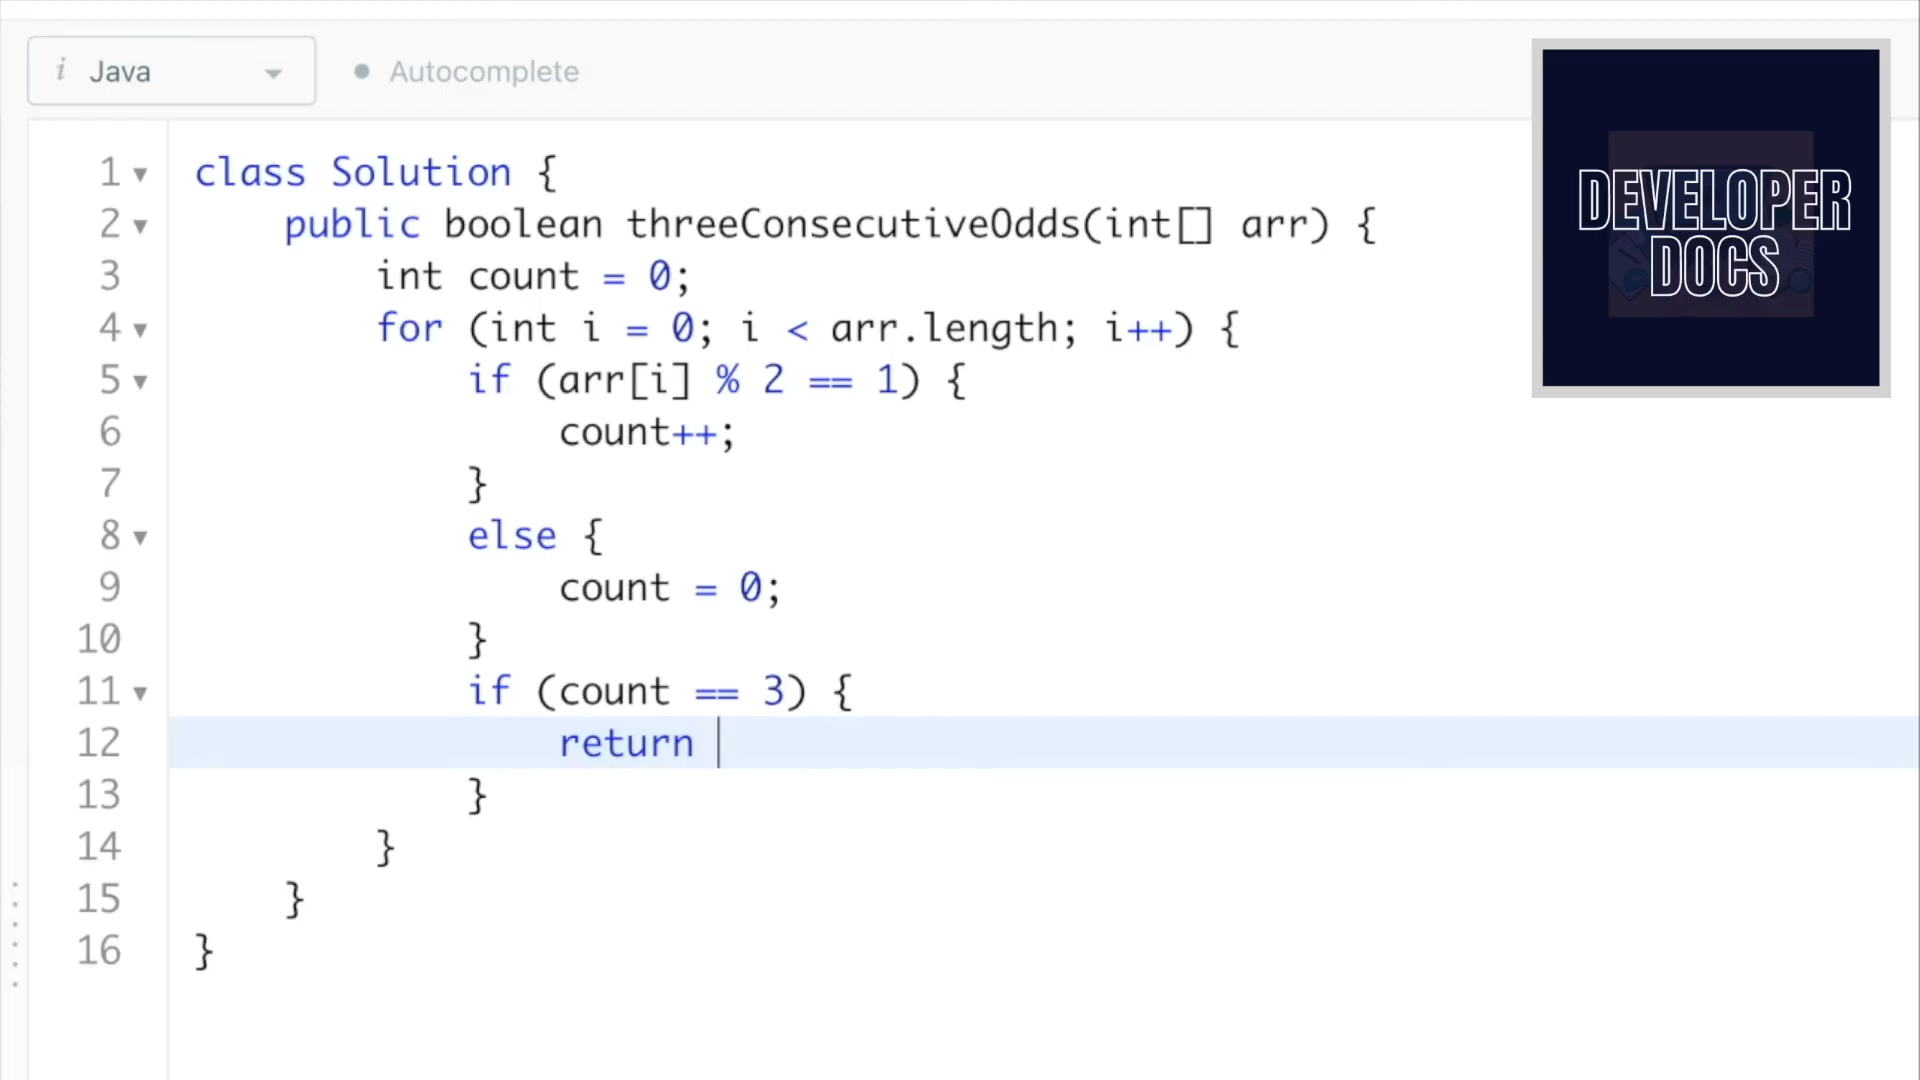 i Java
Autocomplete
DEVELOPER
DOCS
1 class Solution {
2 public boolean threeConsecutiveOdds(int[] arr) {
3 int count = 0;
4 for (int i = 0; i < arr.length; i++) {
5 if (arr[i] % 2 == 1) {
6 count++;
7 }
8 else {
9 count = 0;
10 }
11 if (count == 3) {
12 return
13 }
14 }
15 }
16 }